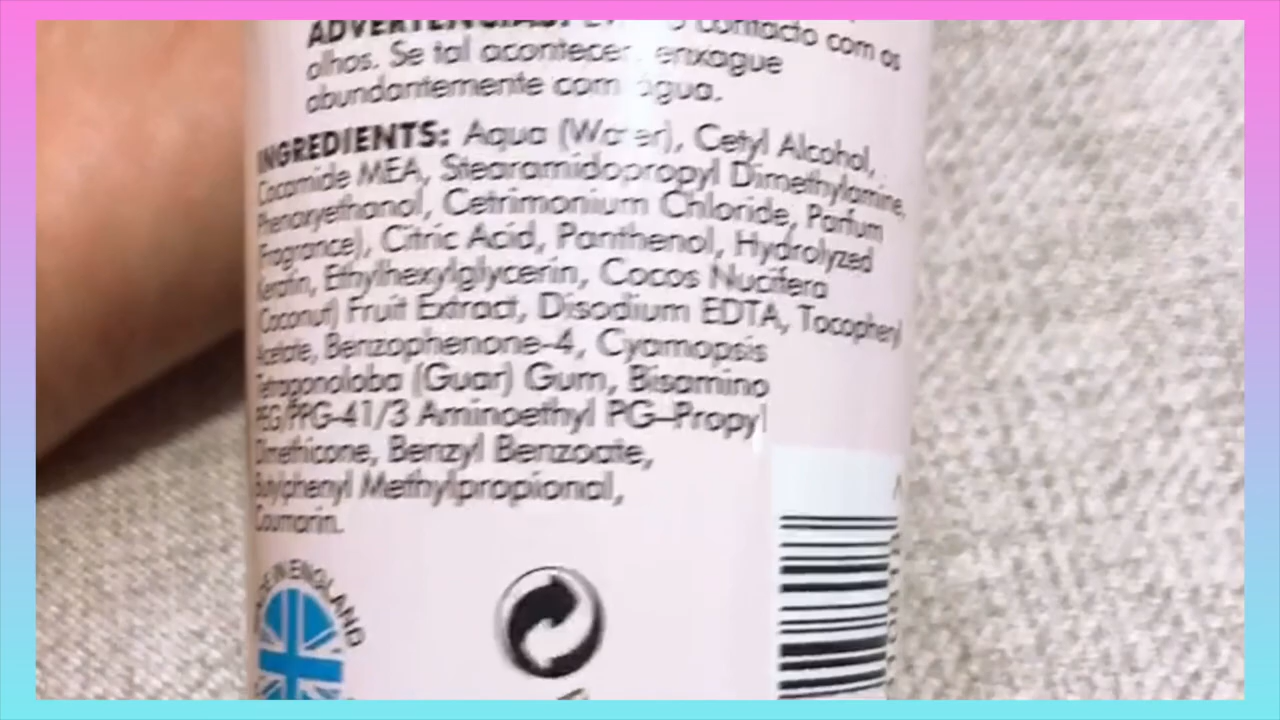 ADVERTÊNCIAS: contacto com os
olhos. Se tal acontecer, enxague
abundantemente com água.
INGREDIENTS: Aqua (Water), Cetyl Alcohol,
Cocamide MEA, Stearamidopropyl Dimethylamine,
Phenoxyethanol, Cetrimonium Chloride, Parfum
(Fragrance), Citric Acid, Panthenol, Hydrolyzed
Keratin, Ethylhexylglycerin, Cocos Nucifera
(Coconut) Fruit Extract, Disodium EDTA, Tocopheryl
Acetate, Benzophenone-4, Cyamopsis
Tetragonoloba (Guar) Gum, Bisamino
PEG/PPG-41/3 Aminoethyl PG-Propyl
Dimethicone, Benzyl Benzoate,
Butylphenyl Methylpropional,
Coumarin.
IN ENGLAND